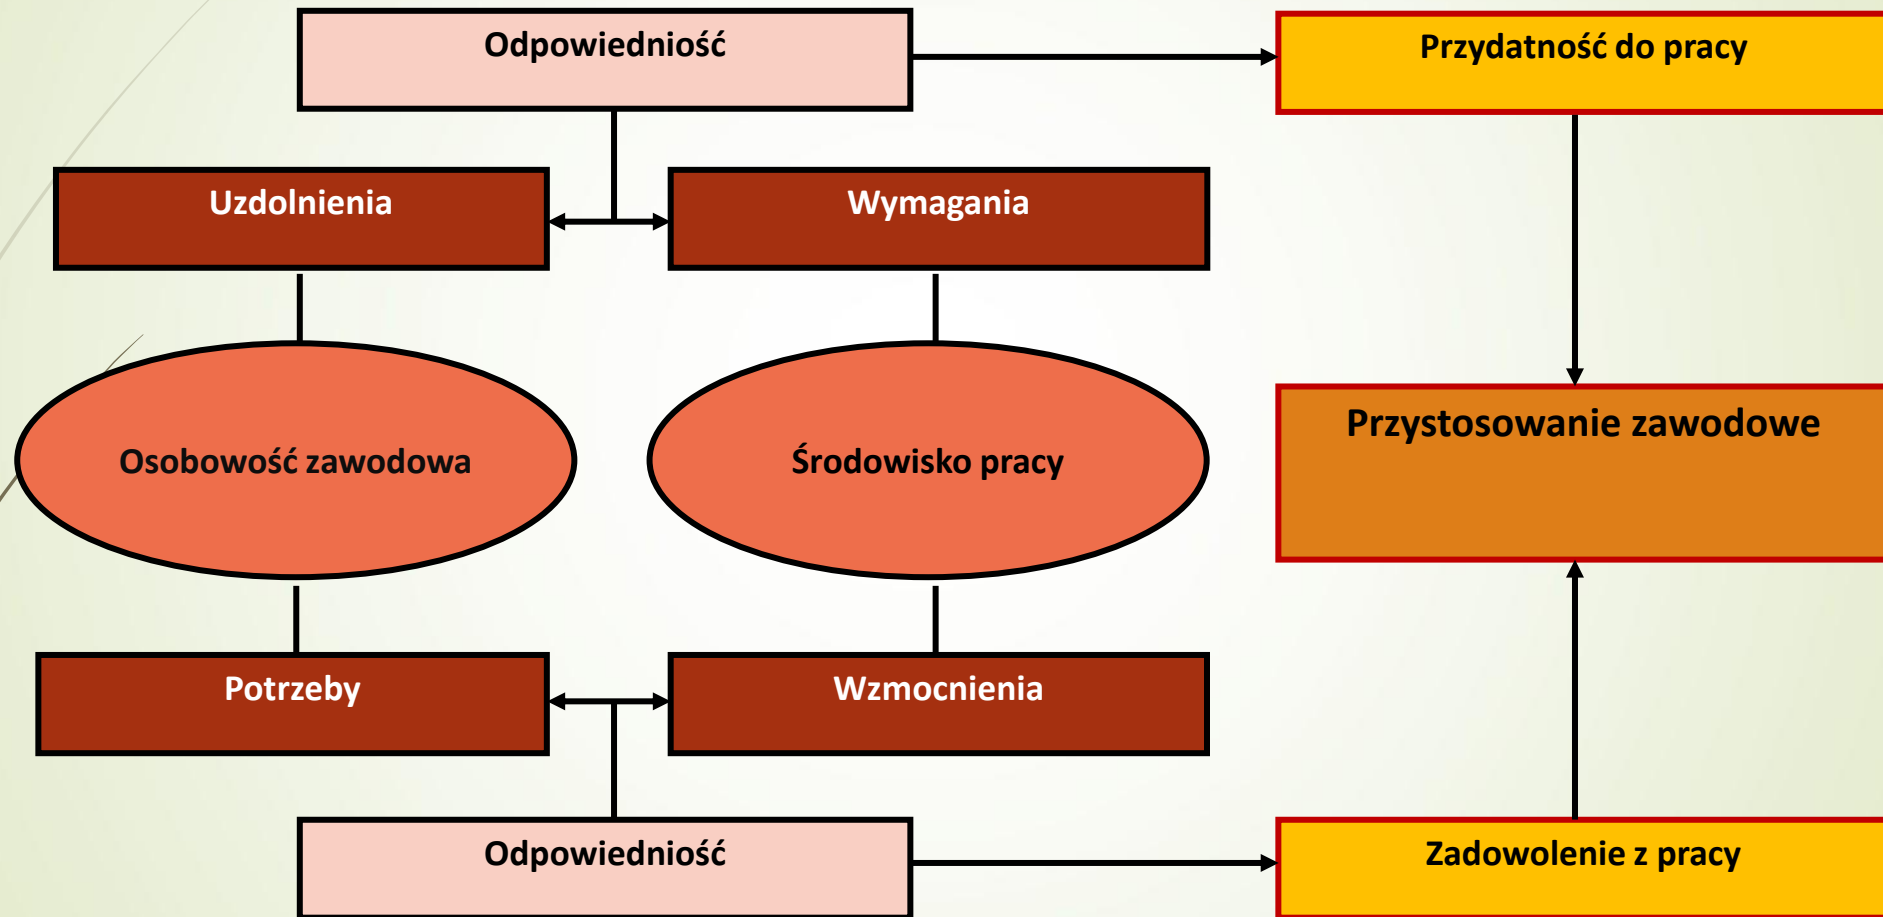 Odpowiedniość
Przydatność do pracy
Uzdolnienia
Wymagania
Osobowość zawodowa
Środowisko pracy
Przystosowanie zawodowe
Potrzeby
Wzmocnienia
Odpowiedniość
Zadowolenie z pracy